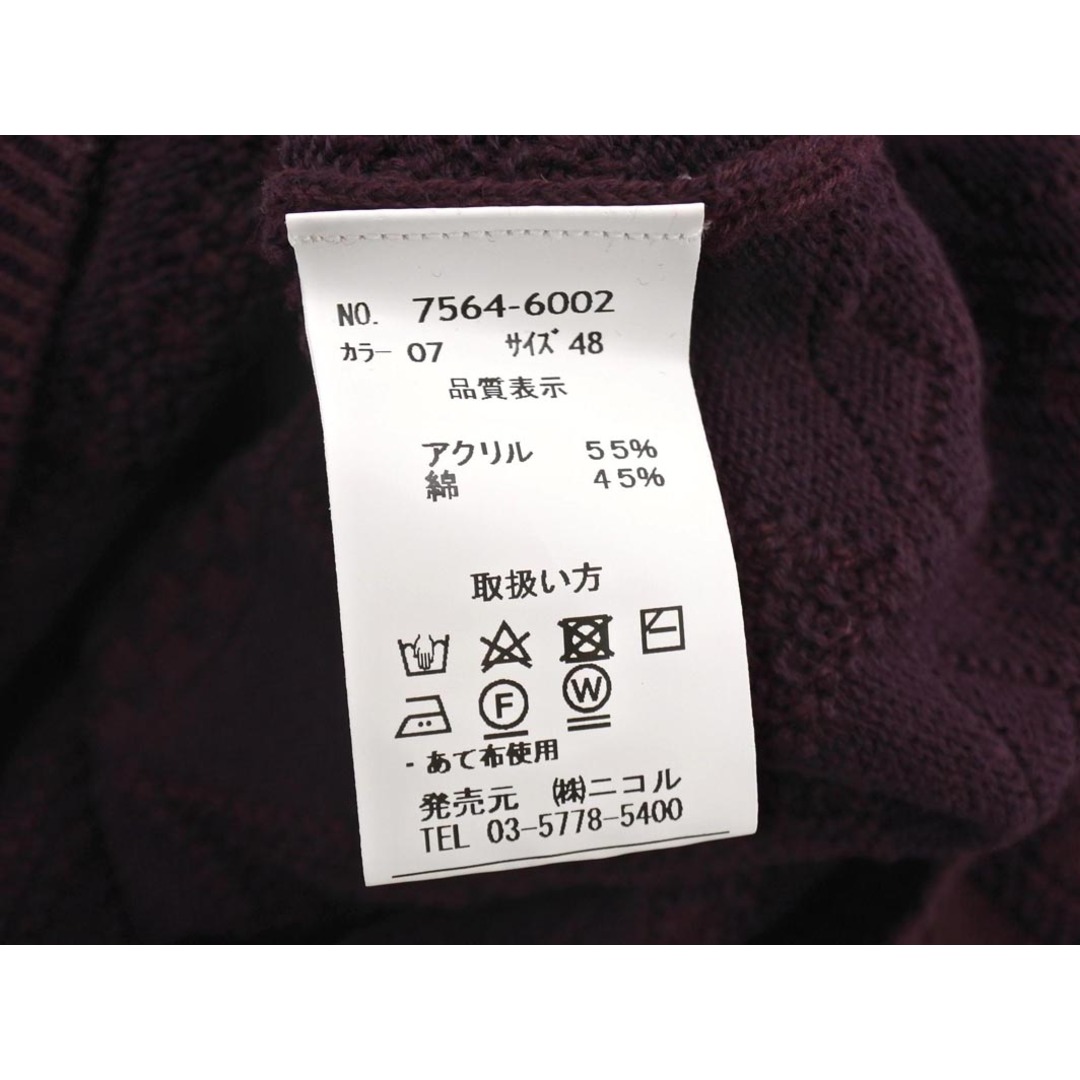 NO. 7564-6002
カラー 07 サイズ 48
品質表示
アクリル 55%
綿 45%
取扱い方
F W
・あて布使用
発売元 ㈱ニコル
TEL 03-5778-5400